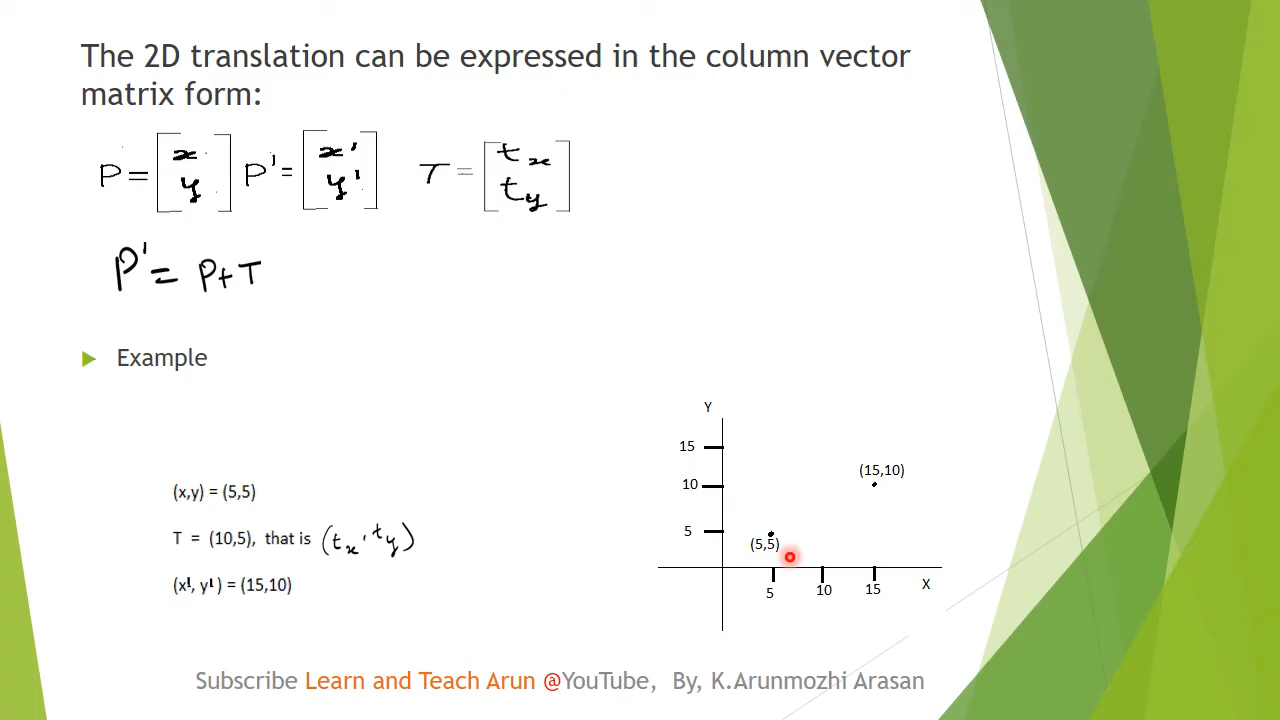 The 2D translation can be expressed in the column vector
matrix form:
P = [x y] P' = [x' y'] T = [tx ty]
P' = P+T
Example
(x,y) = (5,5)
T = (10,5), that is (tx, ty)
(x', y') = (15,10)
Y
15
10
5
(15,10)
(5,5)
5 10 15 X
Subscribe Learn and Teach Arun @YouTube, By, K.Arunmozhi Arasan